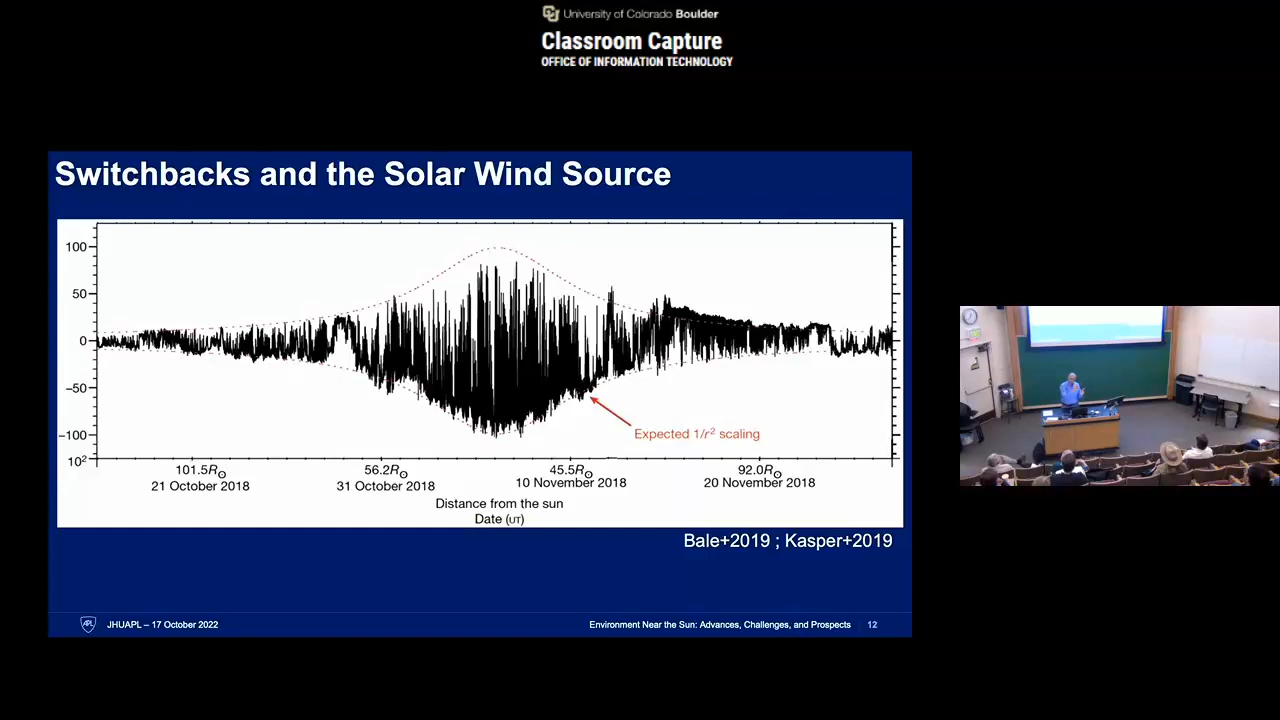 University of Colorado Boulder
Classroom Capture
OFFICE OF INFORMATION TECHNOLOGY
Switchbacks and the Solar Wind Source
100
50
0
−50
−100
10²
Expected 1/r² scaling
101.5R☉
56.2R☉
45.5R☉
92.0R☉
21 October 2018
31 October 2018
10 November 2018
20 November 2018
Distance from the sun
Date (UT)
Bale+2019 ; Kasper+2019
APL
JHUAPL – 17 October 2022
Environment Near the Sun: Advances, Challenges, and Prospects
12